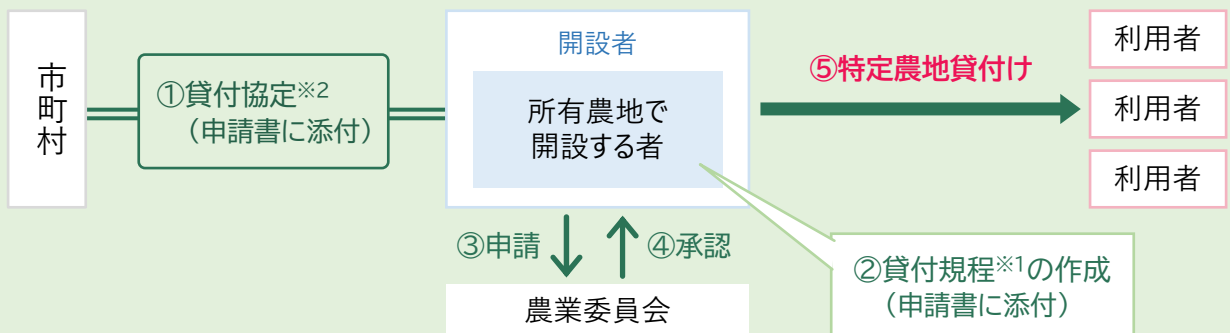 市町村
①貸付協定※2
（申請書に添付）
開設者
所有農地で
開設する者
⑤特定農地貸付け
利用者
利用者
利用者
③申請
④承認
農業委員会
②貸付規程※1の作成
（申請書に添付）